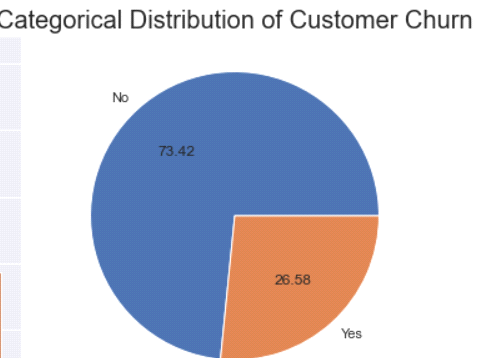 Categorical Distribution of Customer Churn
No
73.42
26.58
Yes